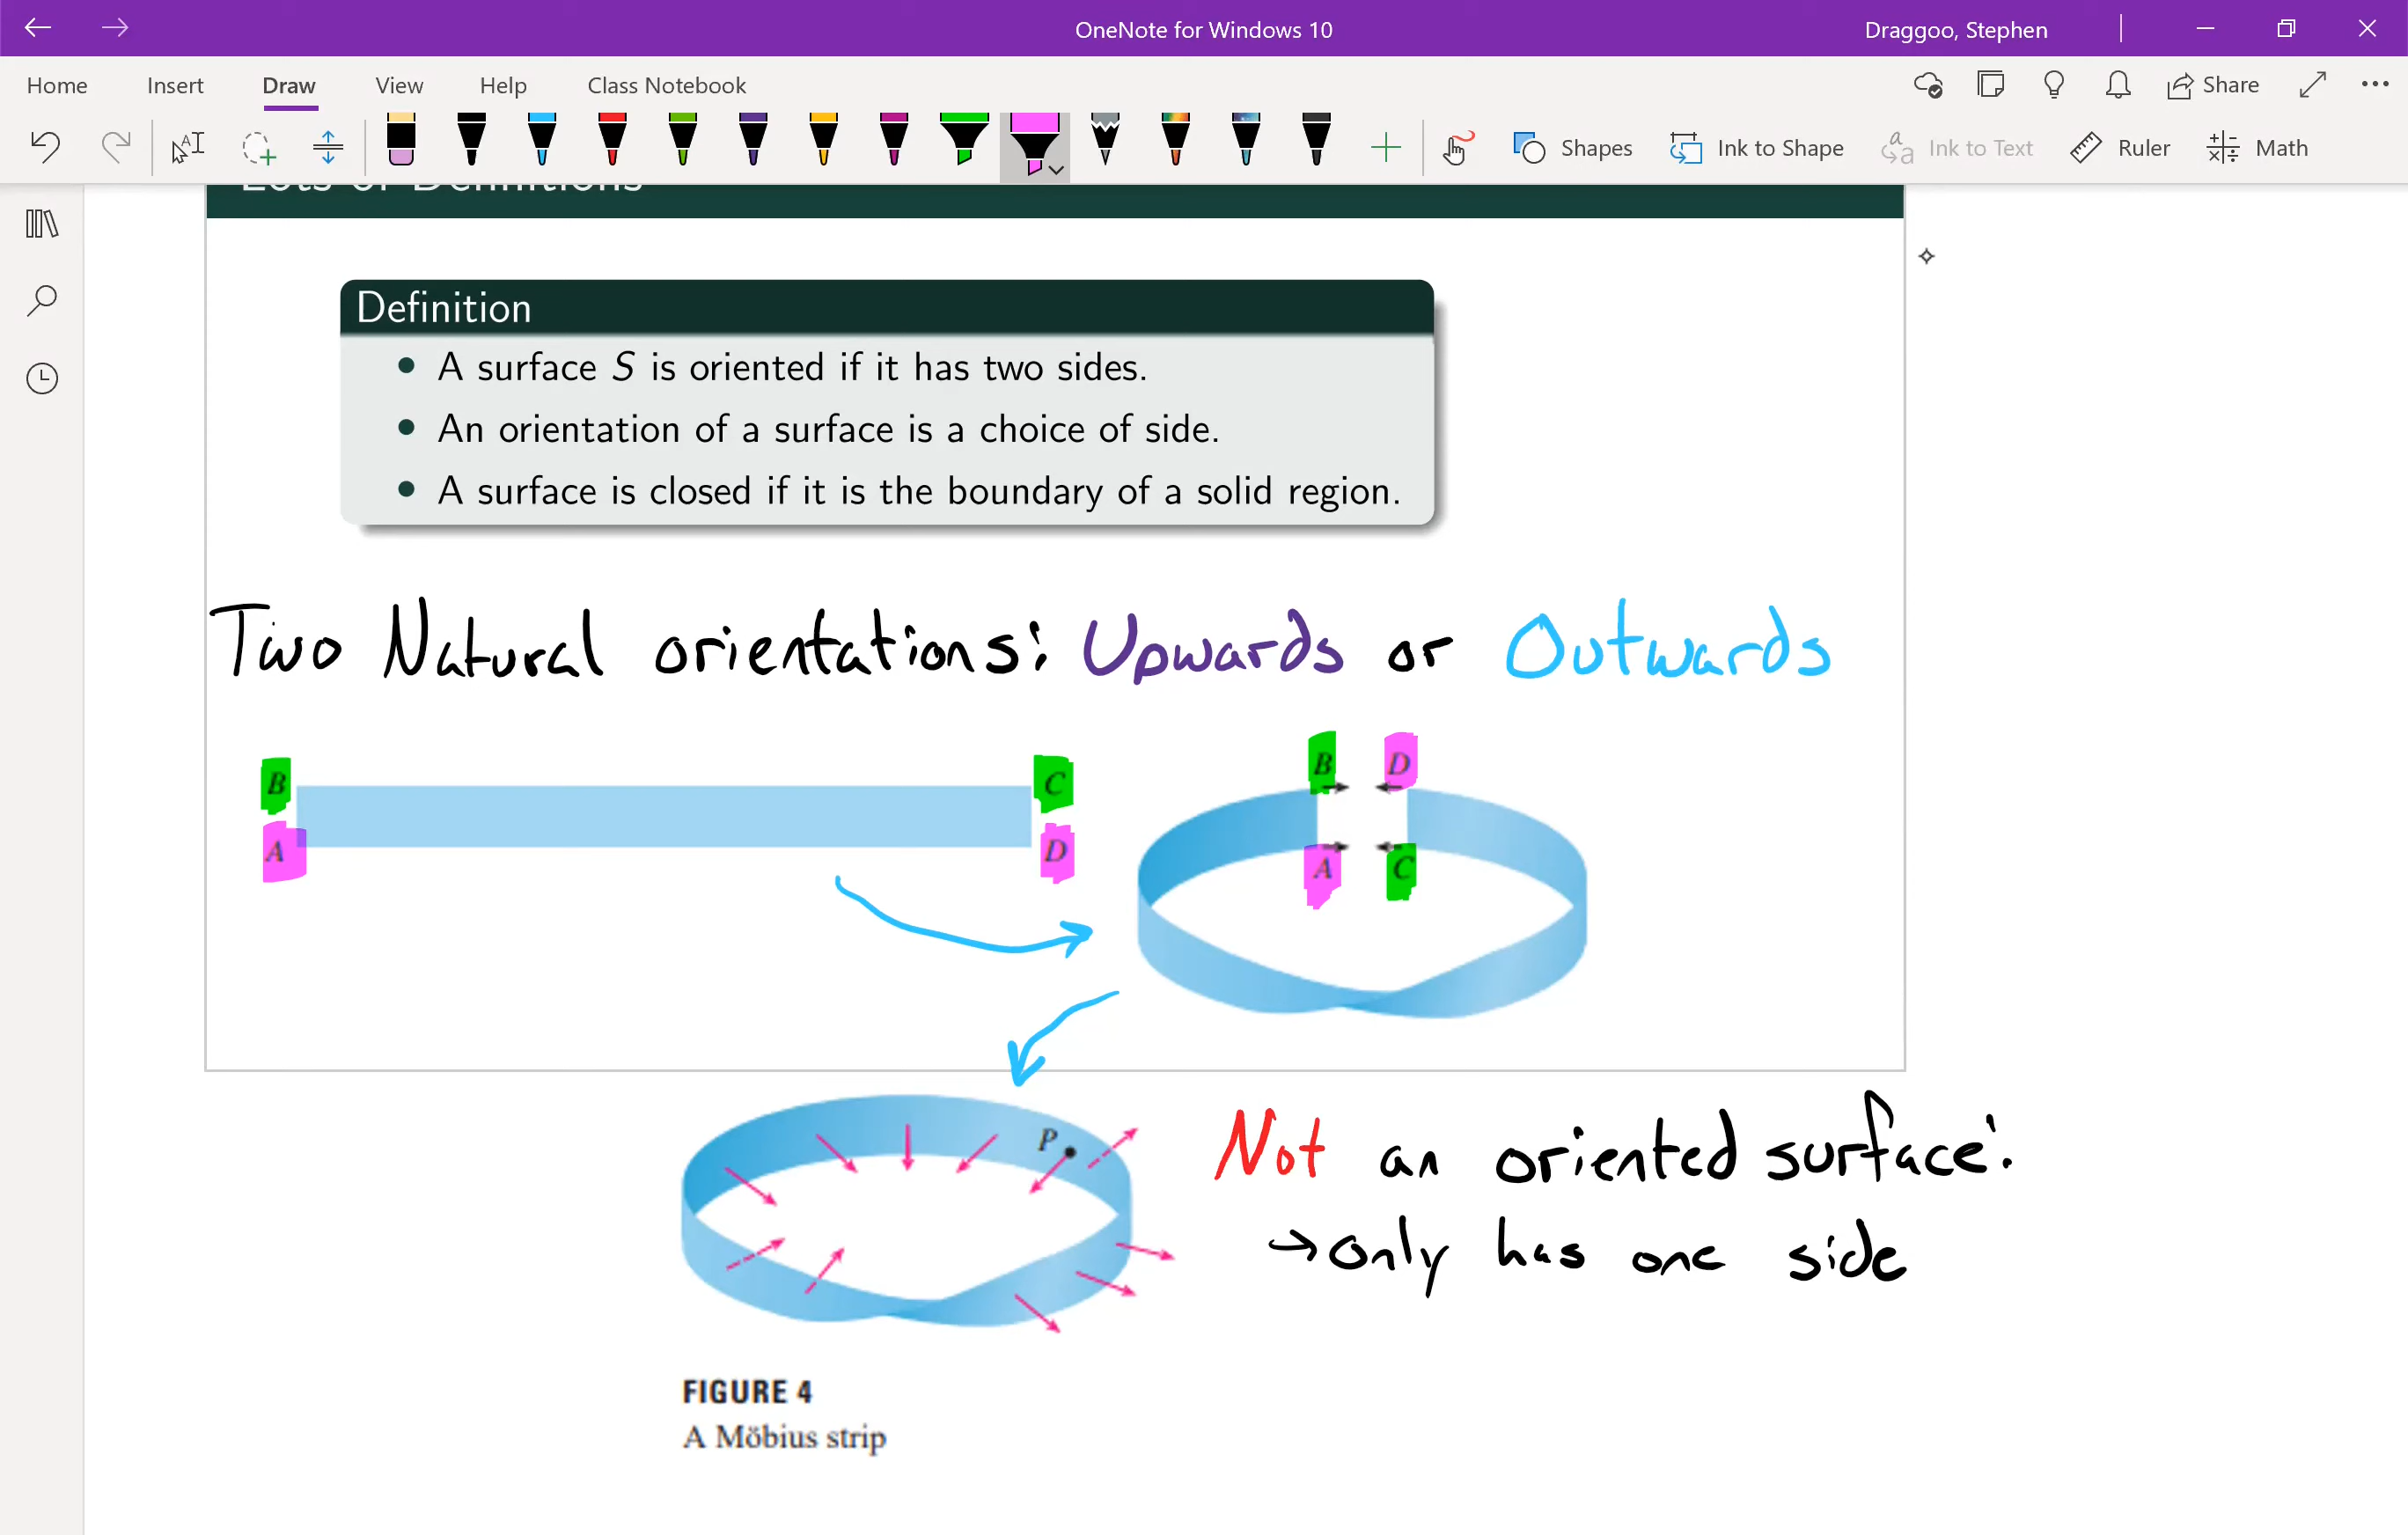 OneNote for Windows 10
Draggoo, Stephen
Home Insert Draw View Help Class Notebook Share
Shapes Ink to Shape Ink to Text Ruler Math
Lots of Definitions
Definition
• A surface S is oriented if it has two sides.
• An orientation of a surface is a choice of side.
• A surface is closed if it is the boundary of a solid region.
Two Natural orientations: Upwards or Outwards
B C B D
A D A C
P
Not an oriented surface:
→ only has one side
FIGURE 4
A Möbius strip